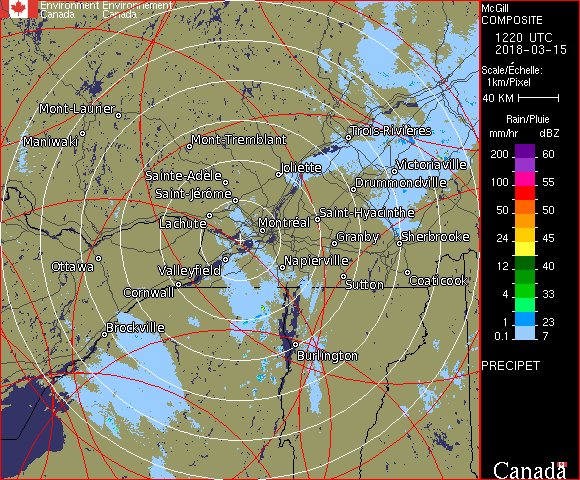 Environment Environnement
Canada Canada
McGill
COMPOSITE
1220 UTC
2018-03-15
Scale/Échelle:
1km/Pixel
40 KM
Rain/Pluie
mm/hr dBZ
200 60
100 55
50 50
24 45
12 40
4 33
1 23
0.1 7
PRECIPET
Canada
Mont-Laurier
Maniwaki
Mont-Tremblant
Trois-Rivières
Joliette
Victoriaville
Sainte-Adèle
Drummondville
Saint-Jérôme
Lachute
Montréal
Saint-Hyacinthe
Granby
Sherbrooke
Ottawa
Valleyfield
Napierville
Cornwall
Sutton
Coaticook
Brockville
Burlington